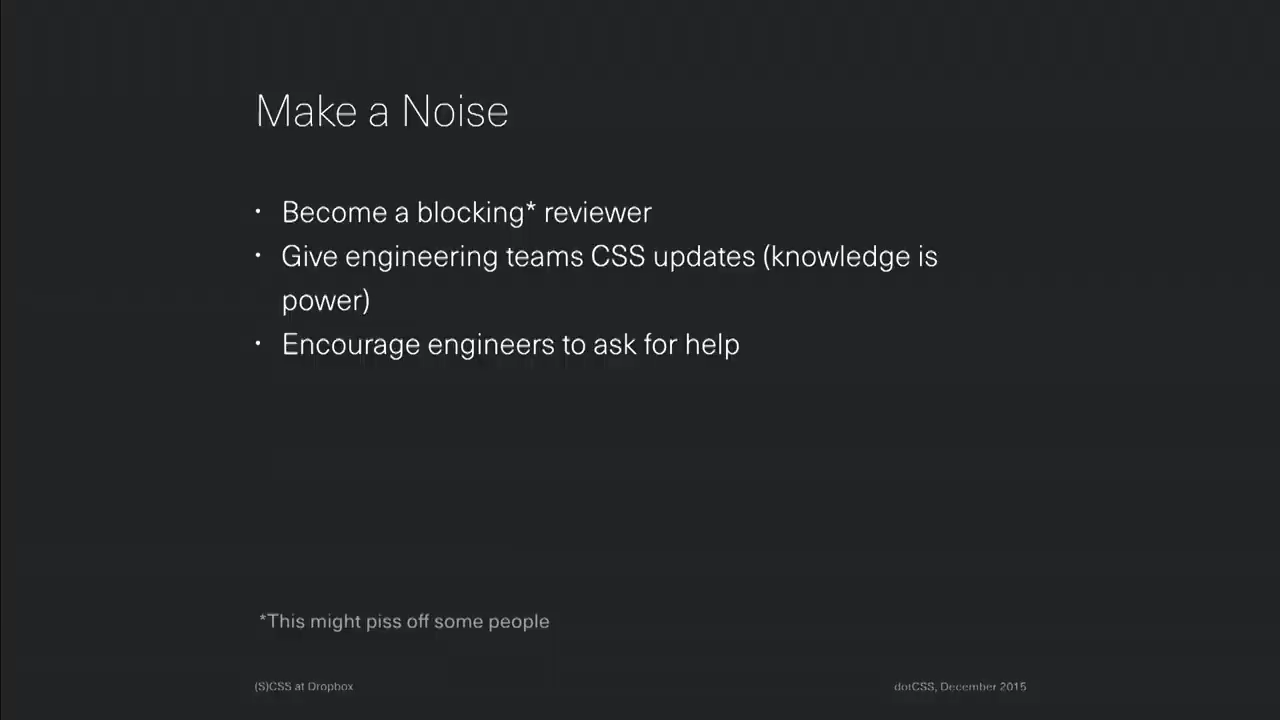 Make a Noise
• Become a blocking* reviewer
• Give engineering teams CSS updates (knowledge is
power)
• Encourage engineers to ask for help
*This might piss off some people
(S)CSS at Dropbox
dotCSS, December 2015